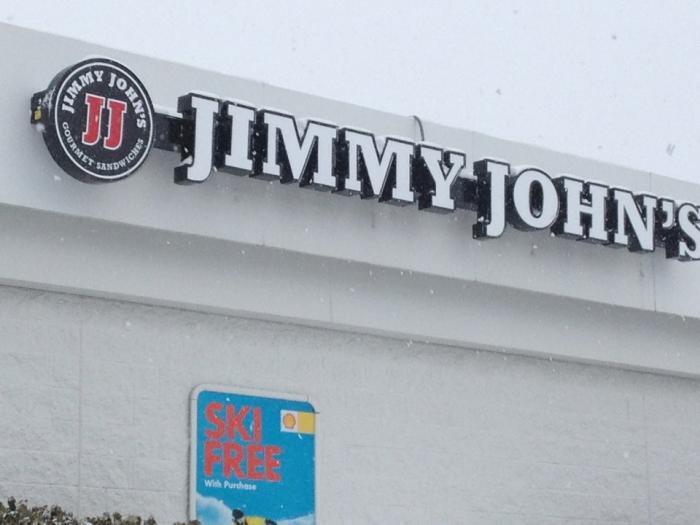 JIMMY JOHN'S
JJ
GOURMET SANDWICHES
JIMMY JOHN'S
SKI
FREE
With Purchase